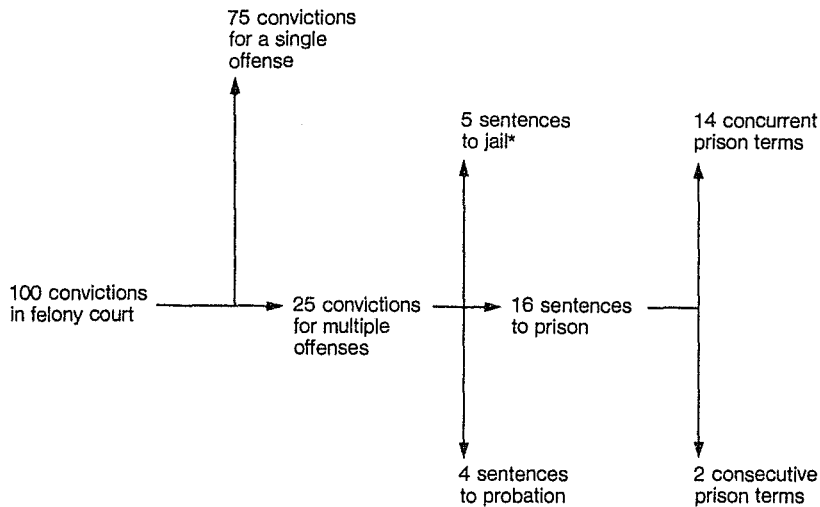 75 convictions
for a single
offense
5 sentences
to jail*
14 concurrent
prison terms
100 convictions
in felony court
25 convictions
for multiple
offenses
16 sentences
to prison
4 sentences
to probation
2 consecutive
prison terms